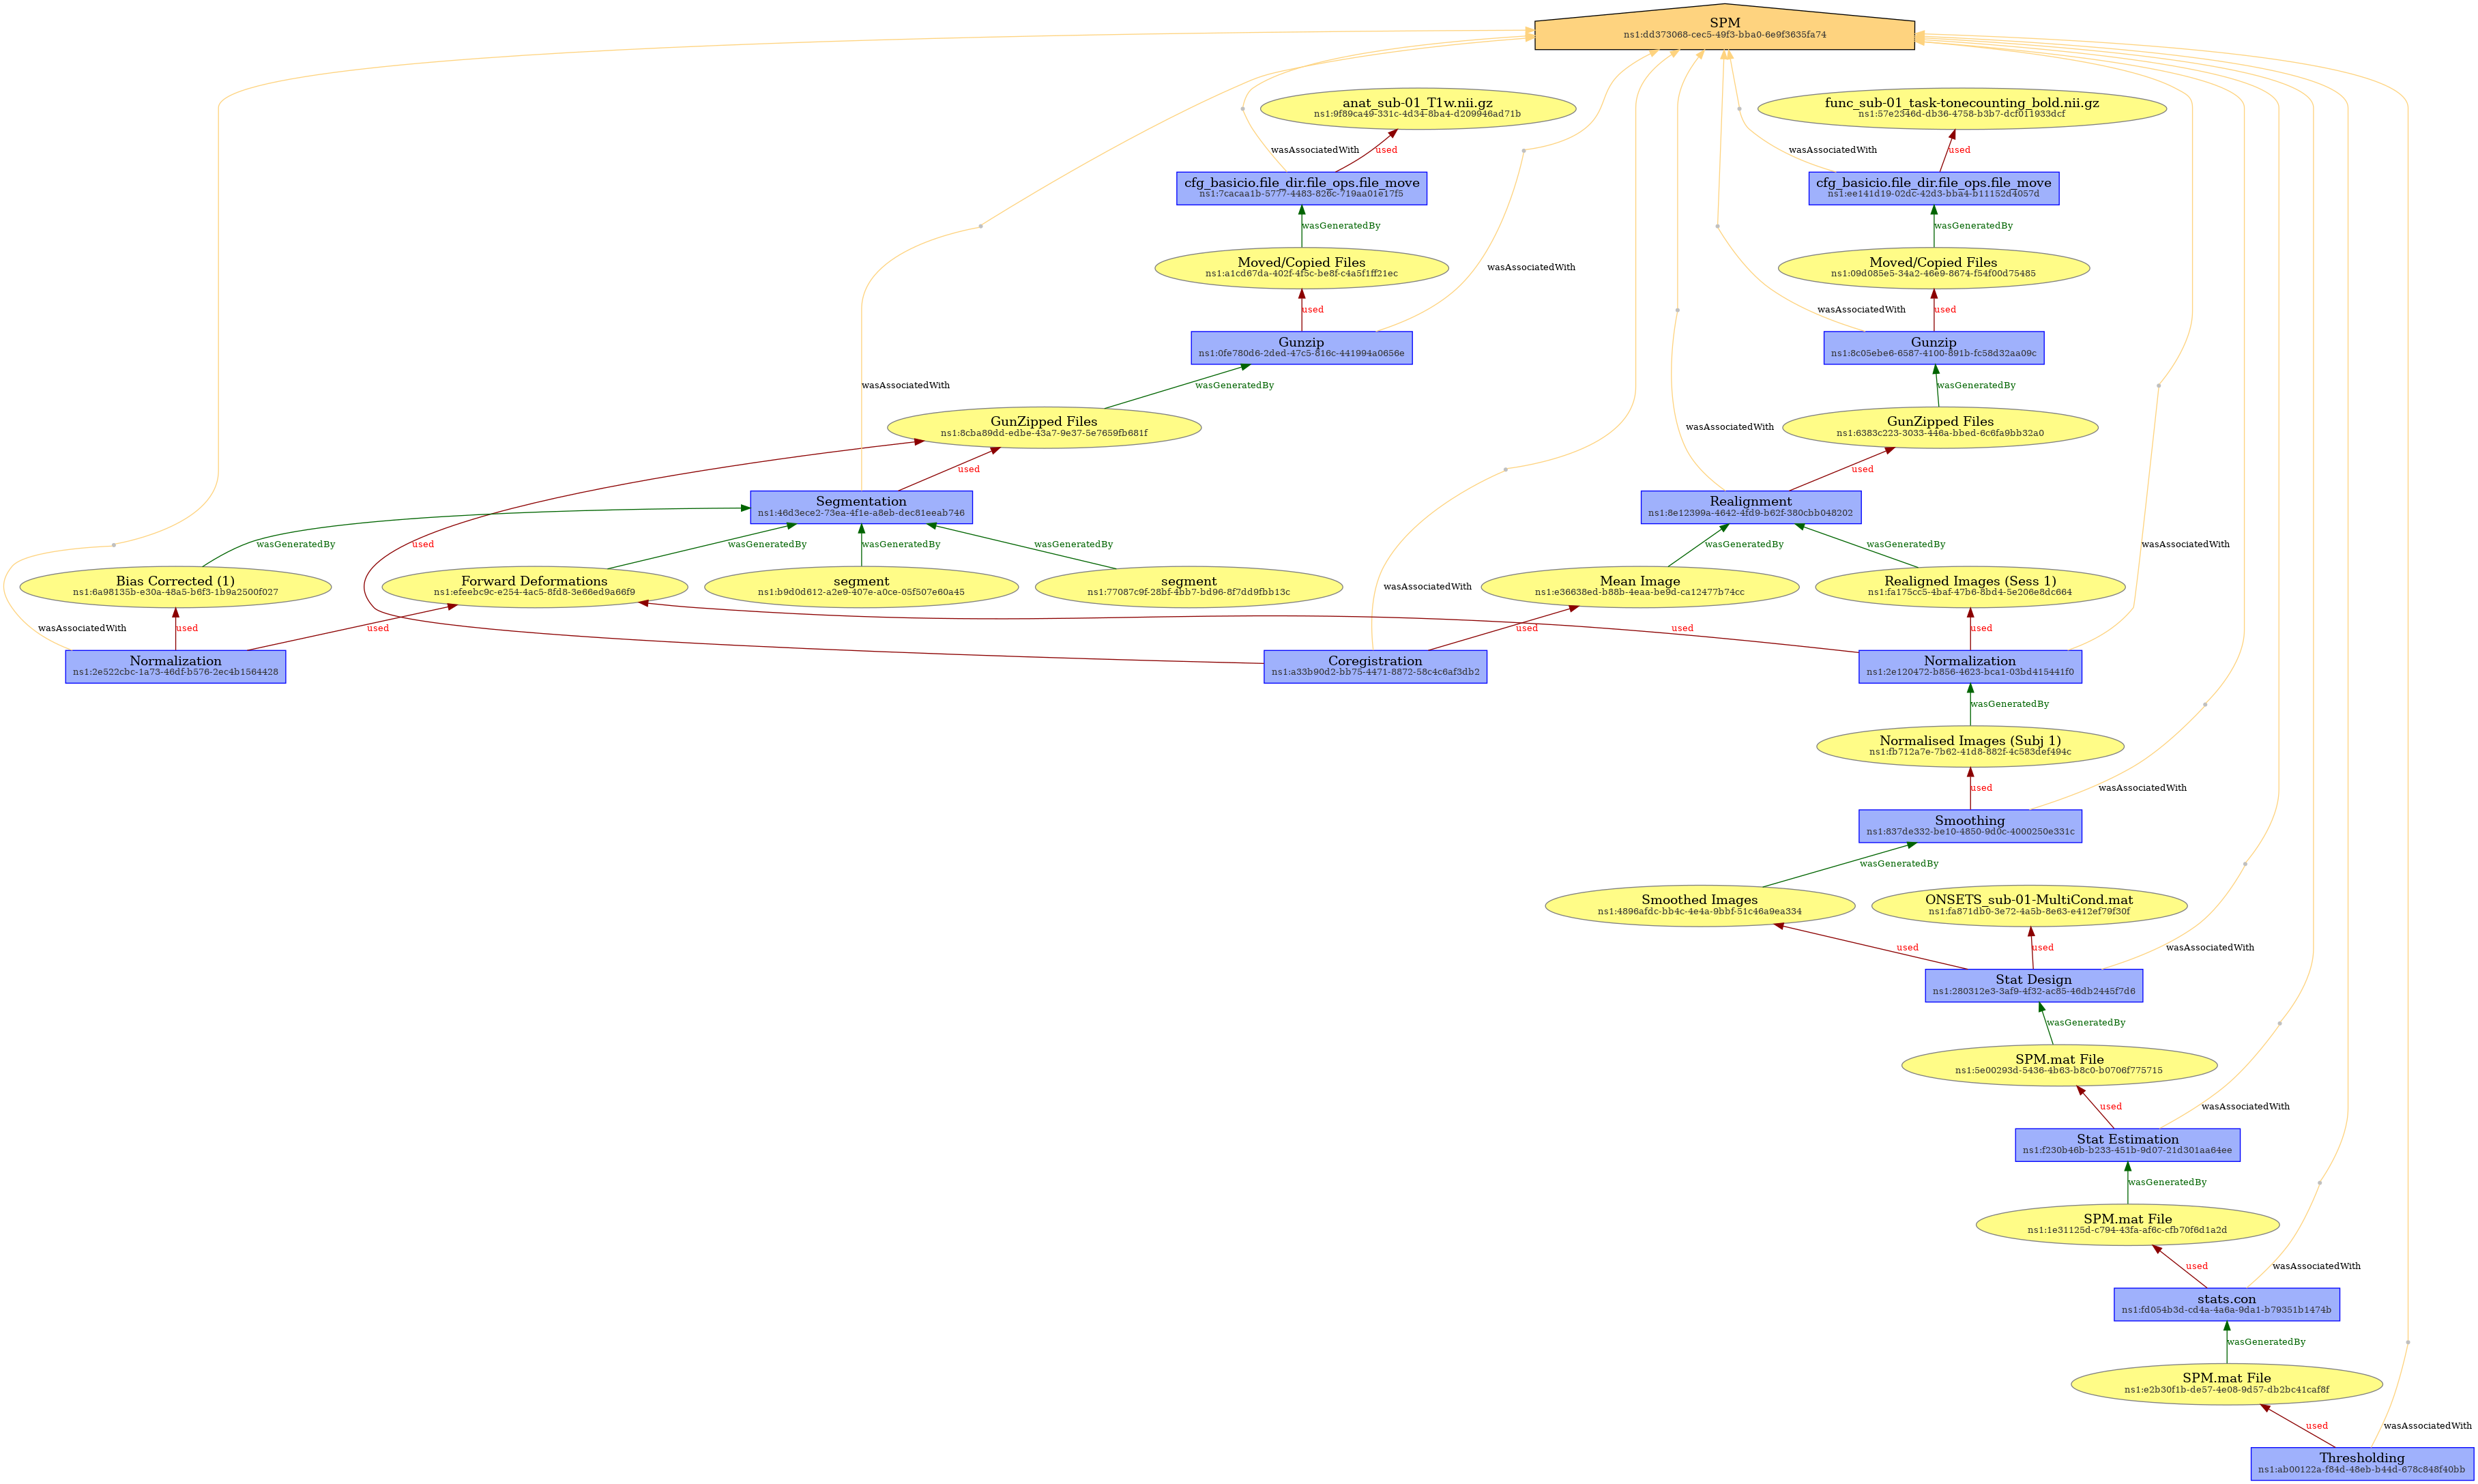 SPM
ns1:dd373068-cec5-49f3-bba0-6e9f3635fa74
anat_sub-01_T1w.nii.gz
ns1:9f89ca49-331c-4d34-8ba4-d209946ad71b
func_sub-01_task-tonecounting_bold.nii.gz
ns1:57e2346d-db36-4758-b3b7-dcf011933dcf
wasAssociatedWith
used
wasAssociatedWith
used
cfg_basicio.file_dir.file_ops.file_move
ns1:7cacaa1b-5777-4483-826c-719aa01e17f5
cfg_basicio.file_dir.file_ops.file_move
ns1:ee141d19-02dc-42d3-bba4-b11152d4057d
wasGeneratedBy
wasGeneratedBy
Moved/Copied Files
ns1:a1cd67da-402f-4f5c-be8f-c4a5f1ff21ec
wasAssociatedWith
Moved/Copied Files
ns1:09d085e5-34a2-46e9-8674-f54f00d75485
used
wasAssociatedWith
used
Gunzip
ns1:0fe780d6-2ded-47c5-816c-441994a0656e
Gunzip
ns1:8c05ebe6-6587-4100-891b-fc58d32aa09c
wasAssociatedWith
wasGeneratedBy
wasGeneratedBy
GunZipped Files
ns1:8cba89dd-edbe-43a7-9e37-5e7659fb681f
wasAssociatedWith
GunZipped Files
ns1:6383c223-3033-446a-bbed-6c6fa9bb32a0
used
used
Segmentation
ns1:46d3ece2-73ea-4f1e-a8eb-dec81eeab746
Realignment
ns1:8e12399a-4642-4fd9-b62f-380cbb048202
wasGeneratedBy
used
wasGeneratedBy
wasGeneratedBy
wasGeneratedBy
wasGeneratedBy
wasGeneratedBy
wasAssociatedWith
Bias Corrected (1)
ns1:6a98135b-e30a-48a5-b6f3-1b9a2500f027
Forward Deformations
ns1:efeebc9c-e254-4ac5-8fd8-3e66ed9a66f9
segment
ns1:b9d0d612-a2e9-407e-a0ce-05f507e60a45
segment
ns1:77087c9f-28bf-4bb7-bd96-8f7dd9fbb13c
wasAssociatedWith
Mean Image
ns1:e36638ed-b88b-4eaa-be9d-ca12477b74cc
Realigned Images (Sess 1)
ns1:fa175cc5-4baf-47b6-8bd4-5e206e8dc664
wasAssociatedWith
used
used
used
used
used
Normalization
ns1:2e522cbc-1a73-46df-b576-2ec4b1564428
Coregistration
ns1:a33b90d2-bb75-4471-8872-58c4c6af3db2
Normalization
ns1:2e120472-b856-4623-bca1-03bd415441f0
wasGeneratedBy
Normalised Images (Subj 1)
ns1:fb712a7e-7b62-41d8-882f-4c583def494c
used
wasAssociatedWith
Smoothing
ns1:837de332-be10-4850-9d0c-4000250e331c
wasGeneratedBy
Smoothed Images
ns1:4896afdc-bb4c-4e4a-9bbf-51c46a9ea334
ONSETS_sub-01-MultiCond.mat
ns1:fa871db0-3e72-4a5b-8e63-e412ef79f30f
used
used
wasAssociatedWith
Stat Design
ns1:280312e3-3af9-4f32-ac85-46db2445f7d6
wasGeneratedBy
SPM.mat File
ns1:5e00293d-5436-4b63-b8c0-b0706f775715
used
wasAssociatedWith
Stat Estimation
ns1:f230b46b-b233-451b-9d07-21d301aa64ee
wasGeneratedBy
SPM.mat File
ns1:1e31125d-c794-43fa-af6c-cfb70f6d1a2d
used
wasAssociatedWith
stats.con
ns1:fd054b3d-cd4a-4a6a-9da1-b79351b1474b
wasGeneratedBy
SPM.mat File
ns1:e2b30f1b-de57-4e08-9d57-db2bc41caf8f
used
wasAssociatedWith
Thresholding
ns1:ab00122a-f84d-48eb-b44d-678c848f40bb